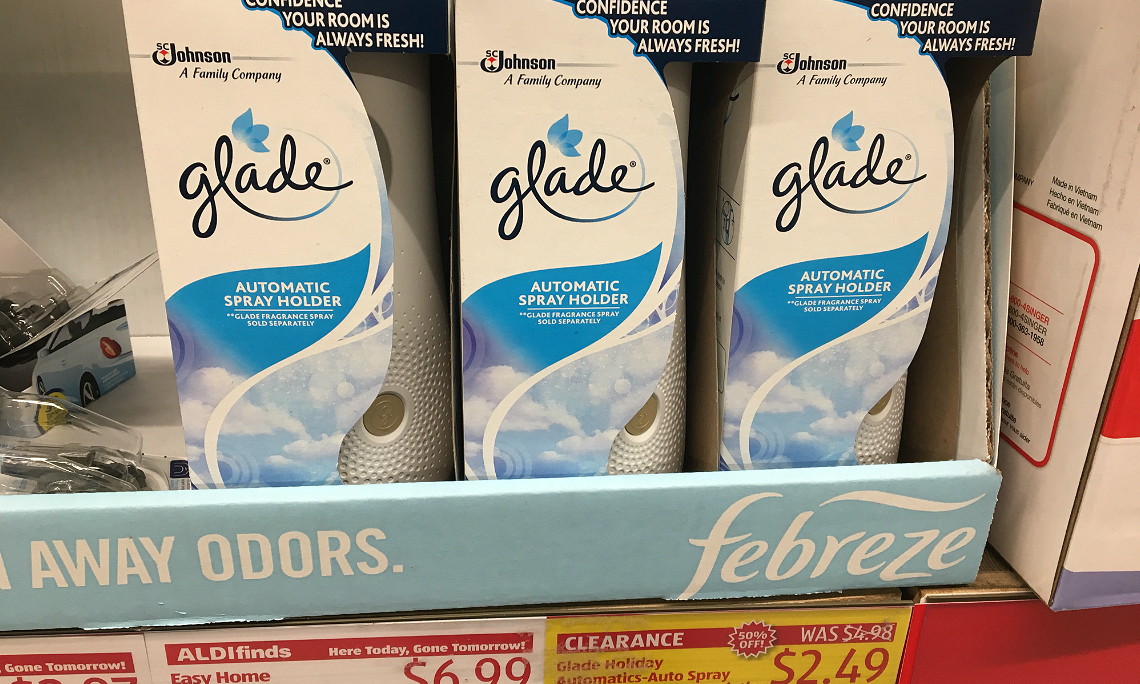 CONFIDENCE
YOUR ROOM IS
ALWAYS FRESH!
SC Johnson
A Family Company
glade®
AUTOMATIC
SPRAY HOLDER
**GLADE FRAGRANCE SPRAY
SOLD SEPARATELY
CONFIDENCE
YOUR ROOM IS
ALWAYS FRESH!
SC Johnson
A Family Company
glade®
AUTOMATIC
SPRAY HOLDER
**GLADE FRAGRANCE SPRAY
SOLD SEPARATELY
CONFIDENCE
YOUR ROOM IS
ALWAYS FRESH!
SC Johnson
A Family Company
glade®
AUTOMATIC
SPRAY HOLDER
**GLADE FRAGRANCE SPRAY
SOLD SEPARATELY
Made in Vietnam
Hecho en Vietnam
Fabriqué en Vietnam
800-4SINGER
AWAY ODORS.
febreze
Gone Tomorrow!
ALDIfinds
Here Today, Gone Tomorrow!
Easy Home
$6.99
CLEARANCE
50% OFF!
WAS $4.98
Glade Holiday
Automatics-Auto Spray
$2.49